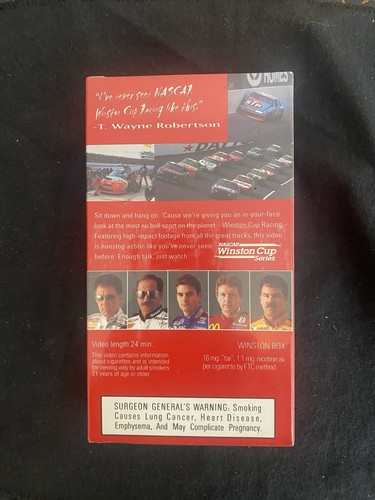 "I've never seen NASCAR
Winston Cup Racing like this."
-T. Wayne Robertson
HOMES
STP
Sit down and hang on. 'Cause we're giving you an in-your-face
look at the most no bull sport on the planet - Winston Cup Racing.
Featuring high-impact footage from all the great tracks, this video
is nonstop action like you've never seen
before. Enough talk, just watch.
NASCAR
Winston Cup
Series
Video length 24 min.
This video contains information
about cigarettes and is intended
for viewing only by adult smokers
21 years of age or older.
WINSTON BOX
16 mg. "tar", 1.1 mg. nicotine av.
per cigarette by FTC method.
SURGEON GENERAL'S WARNING: Smoking
Causes Lung Cancer, Heart Disease,
Emphysema, And May Complicate Pregnancy.